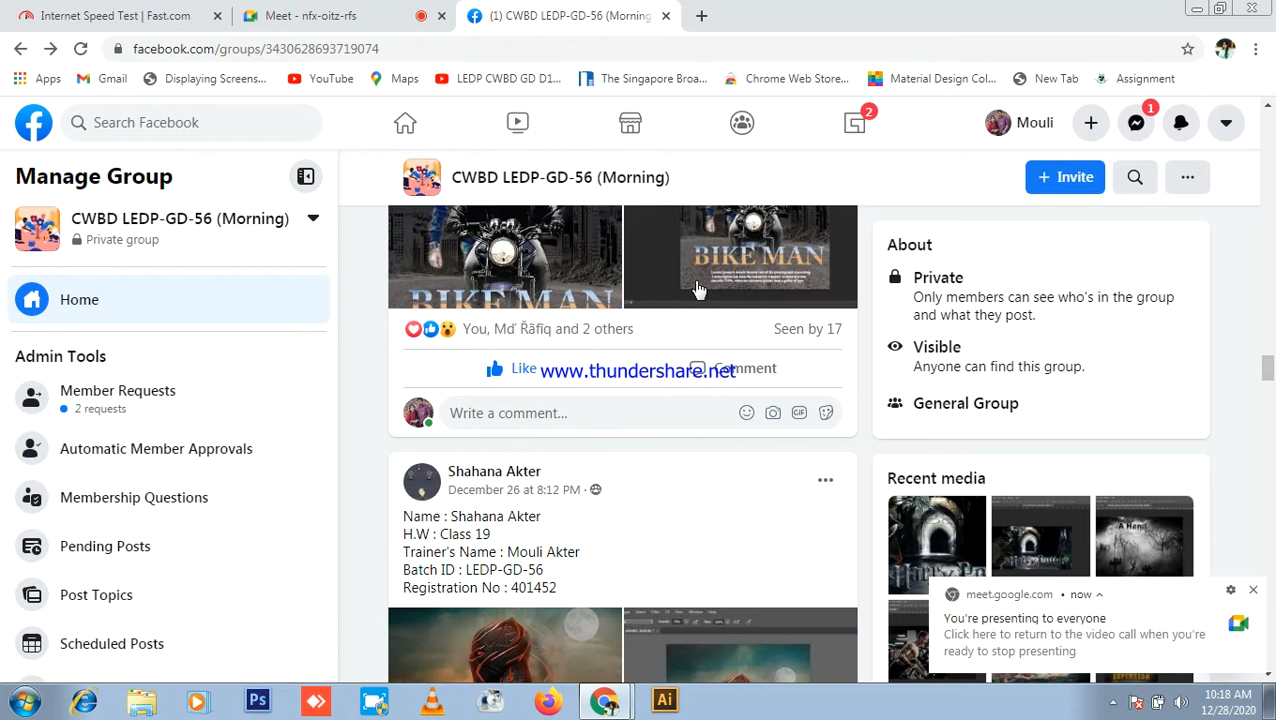 Internet Speed Test | Fast.com
Meet - nfx-oitz-rfs
(1) CWBD LEDP-GD-56 (Morning
facebook.com/groups/3430628693719074
Apps
Gmail
Displaying Screens...
YouTube
Maps
LEDP CWBD GD D1...
The Singapore Broa...
Chrome Web Store...
Material Design Col...
New Tab
Assignment
Search Facebook
2
Mouli
1
Manage Group
CWBD LEDP-GD-56 (Morning)
Private group
Home
Admin Tools
Member Requests
2 requests
Automatic Member Approvals
Membership Questions
Pending Posts
Post Topics
Scheduled Posts
CWBD LEDP-GD-56 (Morning)
+ Invite
BIKE MAN
BIKE MAN
You, Mď Řãfîq and 2 others
Seen by 17
Like
www.thundershare.net
Comment
Write a comment...
GIF
Shahana Akter
December 26 at 8:12 PM
Name : Shahana Akter
H.W : Class 19
Trainer's Name : Mouli Akter
Batch ID : LEDP-GD-56
Registration No : 401452
About
Private
Only members can see who's in the group
and what they post.
Visible
Anyone can find this group.
General Group
Recent media
meet.google.com • now
You're presenting to everyone
Click here to return to the video call when you're
ready to stop presenting
Ps
Ai
10:18 AM
12/28/2020